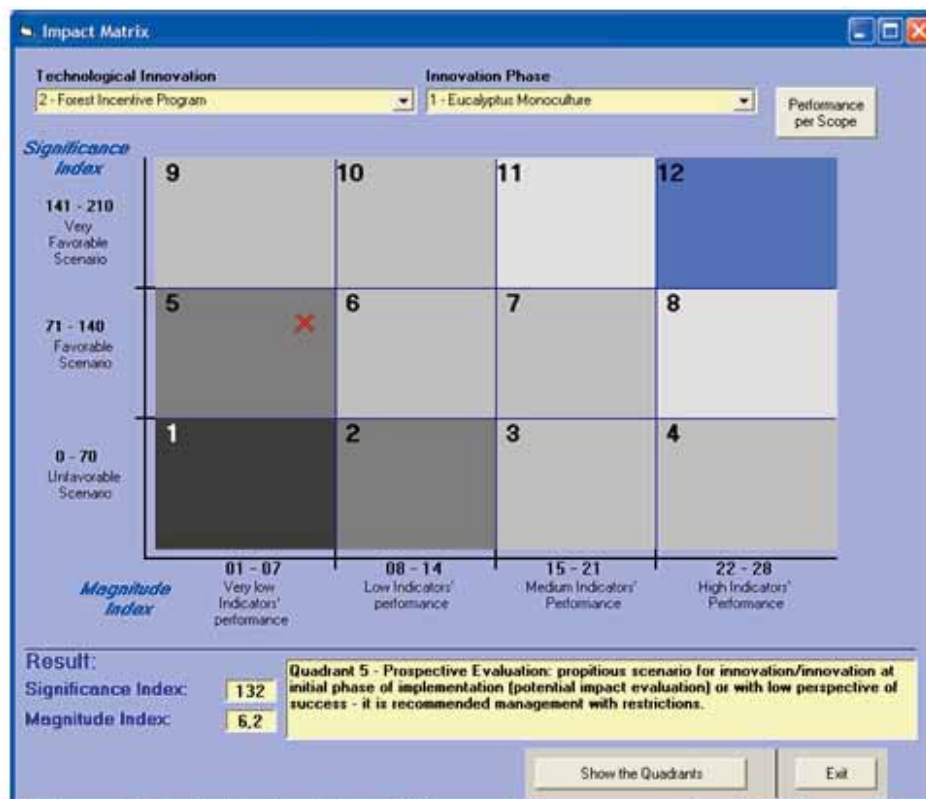 Impact Matrix
Technological Innovation
Innovation Phase
2 - Forest Incentive Program
1 - Eucalyptus Monoculture
Performance
per Scope
Significance
Index
9
10
11
12
141 - 210
Very
Favorable
Scenario
5
6
7
8
71 - 140
Favorable
Scenario
1
2
3
4
0 - 70
Unfavorable
Scenario
Magnitude
Index
01 - 07
Very low
Indicators'
performance
08 - 14
Low Indicators'
performance
15 - 21
Medium Indicators'
Performance
22 - 28
High Indicators'
Performance
Result:
Significance Index:
132
Magnitude Index:
6,2
Quadrant 5 - Prospective Evaluation: propitious scenario for innovation/innovation at
initial phase of implementation (potential impact evaluation) or with low perspective of
success - it is recommended management with restrictions.
Show the Quadrants
Exit